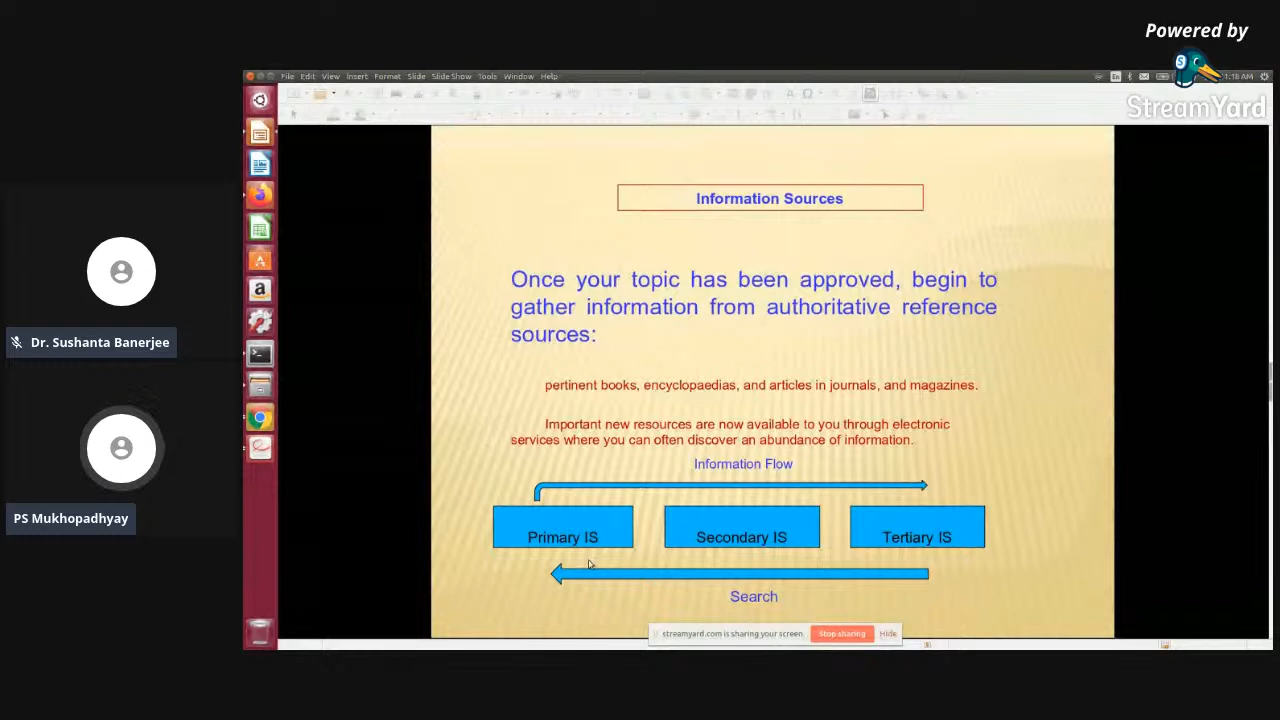 Powered by
StreamYard
File Edit View Insert Format Slide Slide Show Tools Window Help
En
:18 AM
Information Sources
Once your topic has been approved, begin to
gather information from authoritative reference
sources:
pertinent books, encyclopaedias, and articles in journals, and magazines.
Important new resources are now available to you through electronic
services where you can often discover an abundance of information.
Information Flow
Primary IS Secondary IS Tertiary IS
Search
streamyard.com is sharing your screen. Stop sharing Hide
Dr. Sushanta Banerjee
PS Mukhopadhyay